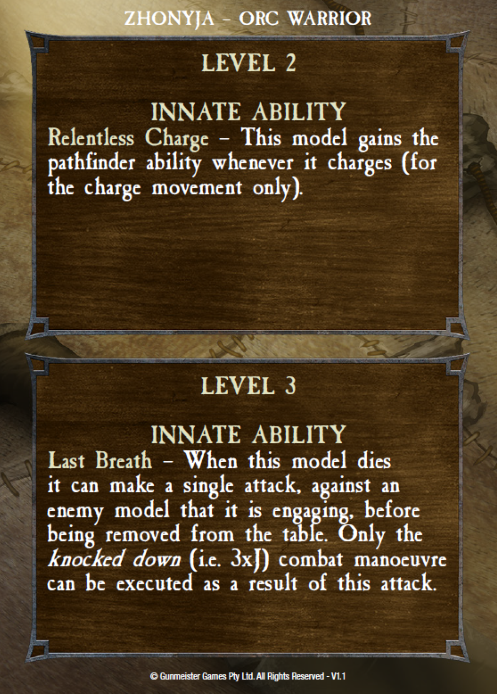 ZHONYJA – ORC WARRIOR
LEVEL 2
INNATE ABILITY
Relentless Charge – This model gains the
pathfinder ability whenever it charges (for
the charge movement only).
LEVEL 3
INNATE ABILITY
Last Breath – When this model dies
it can make a single attack, against an
enemy model that it is engaging, before
being removed from the table. Only the
knocked down (i.e. 3xJ) combat manoeuvre
can be executed as a result of this attack.
© Gunmeister Games Pty Ltd. All Rights Reserved - V1.1